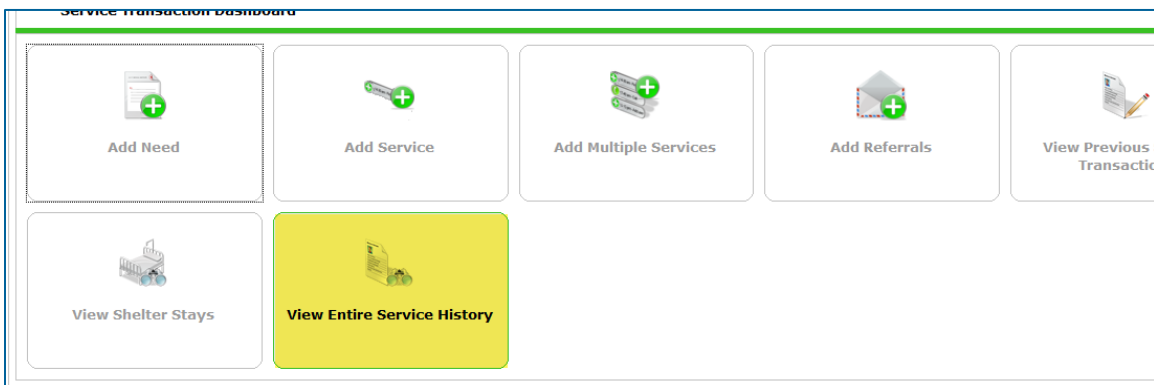 Service Transaction Dashboard
Add Need
Add Service
Add Multiple Services
Add Referrals
View Previous
View Shelter Stays
View Entire Service History